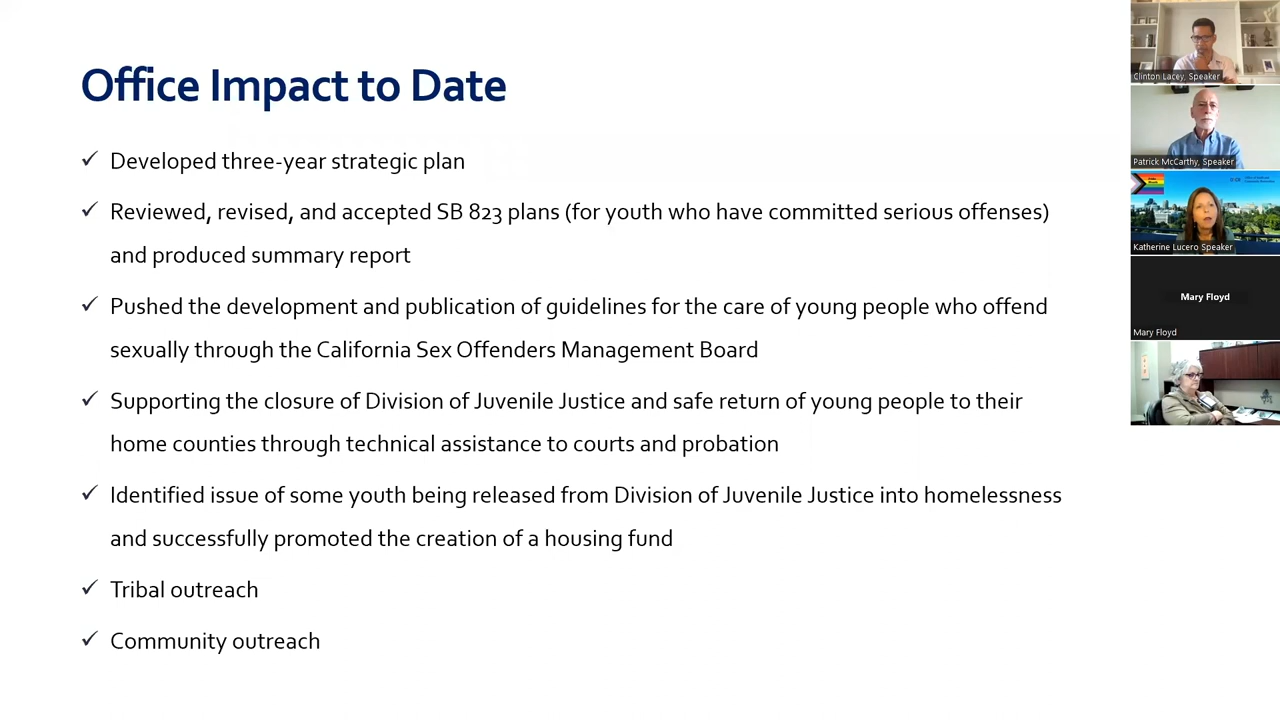 Office Impact to Date
✓ Developed three-year strategic plan
✓ Reviewed, revised, and accepted SB 823 plans (for youth who have committed serious offenses)
and produced summary report
✓ Pushed the development and publication of guidelines for the care of young people who offend
sexually through the California Sex Offenders Management Board
✓ Supporting the closure of Division of Juvenile Justice and safe return of young people to their
home counties through technical assistance to courts and probation
✓ Identified issue of some youth being released from Division of Juvenile Justice into homelessness
and successfully promoted the creation of a housing fund
✓ Tribal outreach
✓ Community outreach
Clinton Lacey, Speaker
Patrick McCarthy, Speaker
Katherine Lucero Speaker
Mary Floyd
Mary Floyd